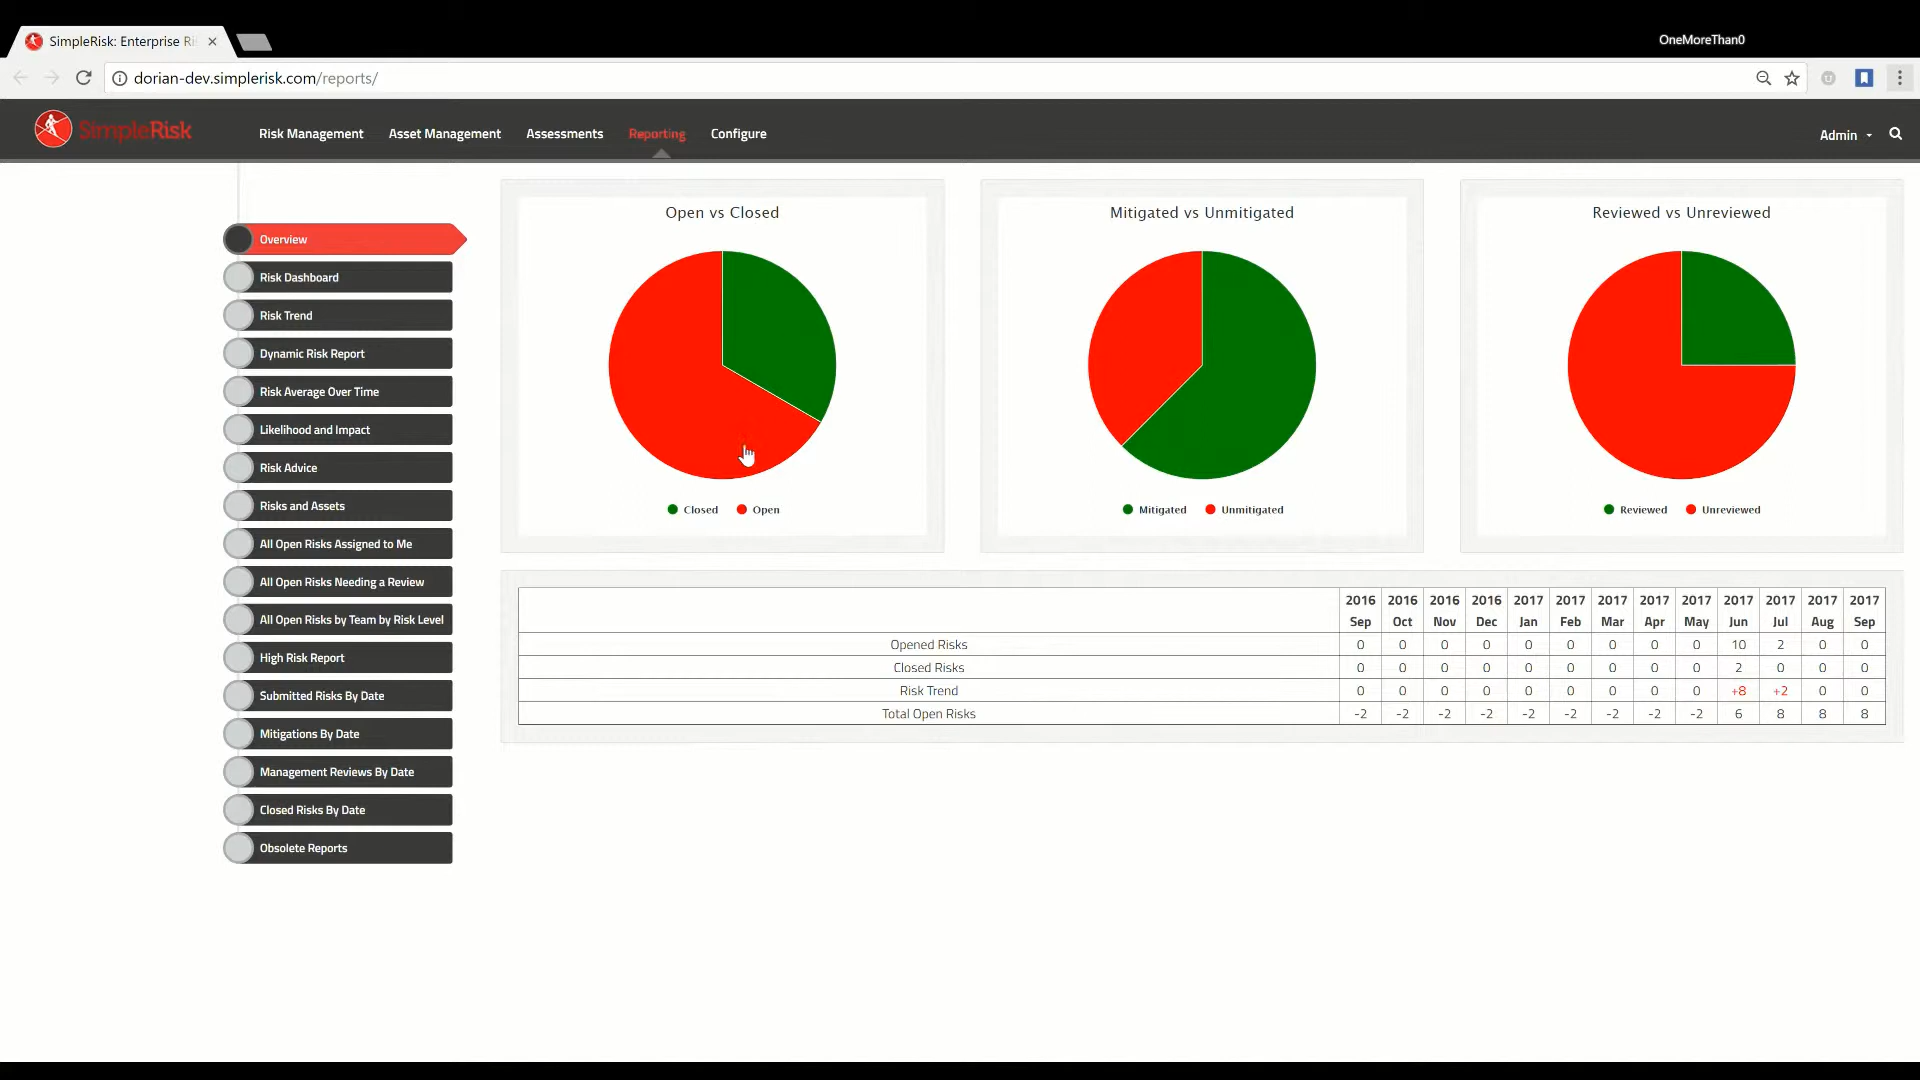 SimpleRisk: Enterprise Ri
OneMoreThan0
dorian-dev.simplerisk.com/reports/
SimpleRisk
Risk Management
Asset Management
Assessments
Reporting
Configure
Admin
Overview
Risk Dashboard
Risk Trend
Dynamic Risk Report
Risk Average Over Time
Likelihood and Impact
Risk Advice
Risks and Assets
All Open Risks Assigned to Me
All Open Risks Needing a Review
All Open Risks by Team by Risk Level
High Risk Report
Submitted Risks By Date
Mitigations By Date
Management Reviews By Date
Closed Risks By Date
Obsolete Reports
Open vs Closed
Closed Open
Mitigated vs Unmitigated
Mitigated Unmitigated
Reviewed vs Unreviewed
Reviewed Unreviewed
2016 2016 2016 2016 2017 2017 2017 2017 2017 2017 2017 2017 2017
Sep Oct Nov Dec Jan Feb Mar Apr May Jun Jul Aug Sep
Opened Risks 0 0 0 0 0 0 0 0 0 10 2 0 0
Closed Risks 0 0 0 0 0 0 0 0 0 2 0 0 0
Risk Trend 0 0 0 0 0 0 0 0 0 +8 +2 0 0
Total Open Risks -2 -2 -2 -2 -2 -2 -2 -2 -2 6 8 8 8